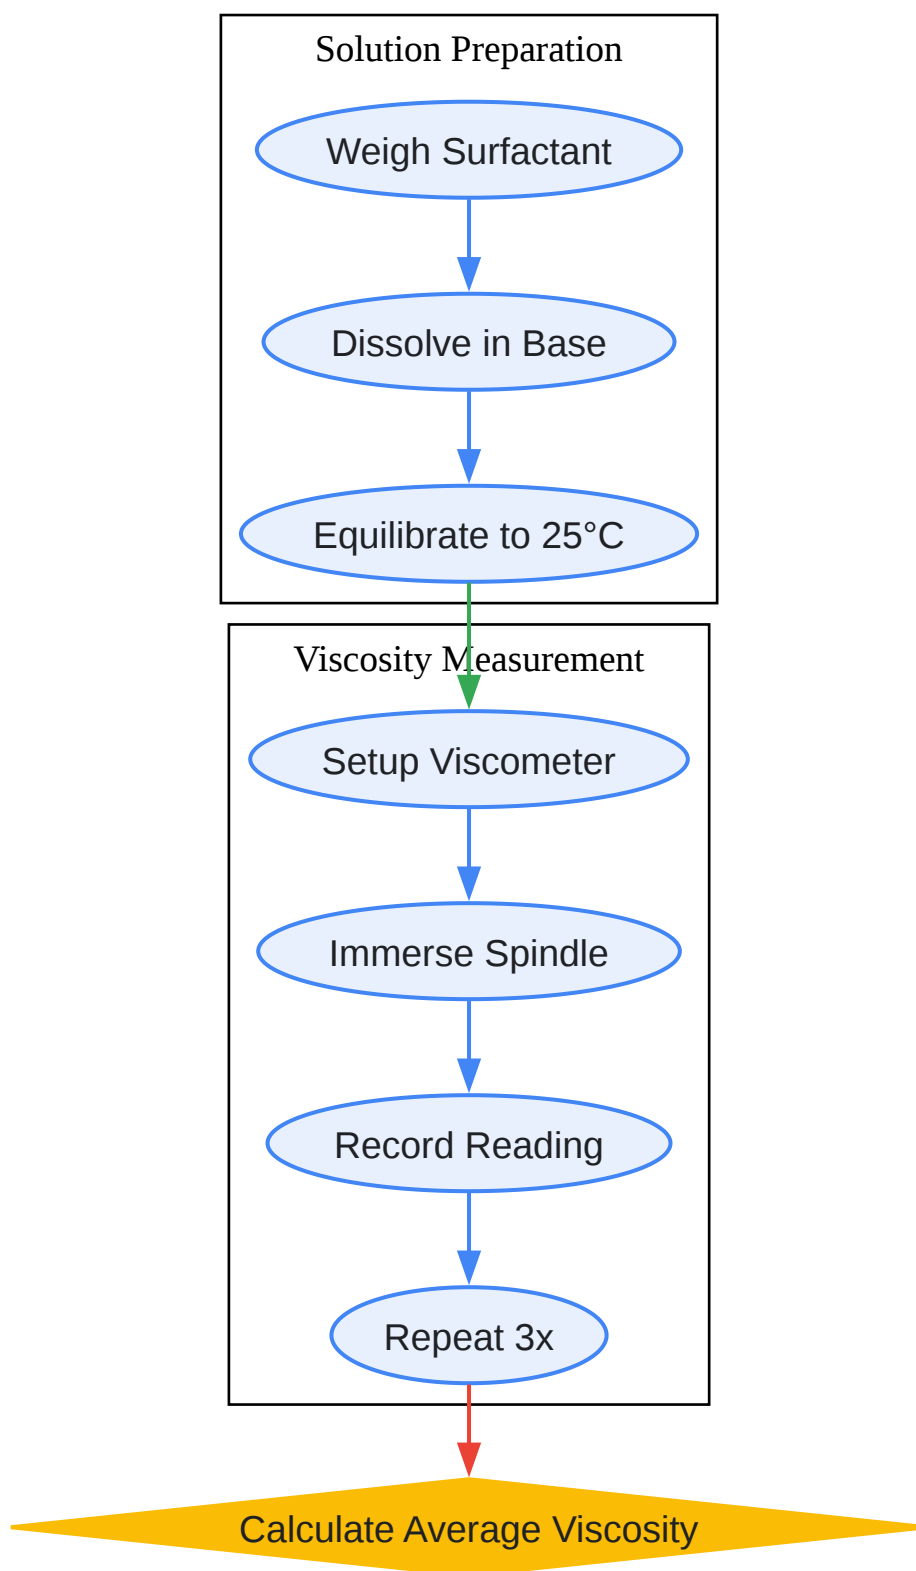 Solution Preparation
Weigh Surfactant
Dissolve in Base
Equilibrate to 25°C
Viscosity Measurement
Setup Viscometer
Immerse Spindle
Record Reading
Repeat 3x
Calculate Average Viscosity